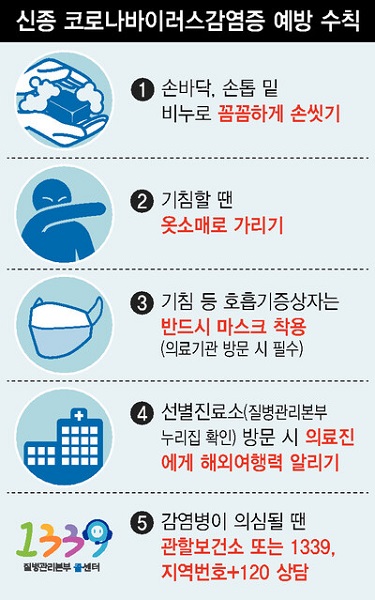 신종 코로나바이러스감염증 예방 수칙
1 손바닥, 손톱 밑
비누로 꼼꼼하게 손씻기
2 기침할 땐
옷소매로 가리기
3 기침 등 호흡기증상자는
반드시 마스크 착용
(의료기관 방문 시 필수)
4 선별진료소(질병관리본부
누리집 확인) 방문 시 의료진
에게 해외여행력 알리기
1339
질병관리본부 콜센터
5 감염병이 의심될 땐
관할보건소 또는 1339,
지역번호+120 상담